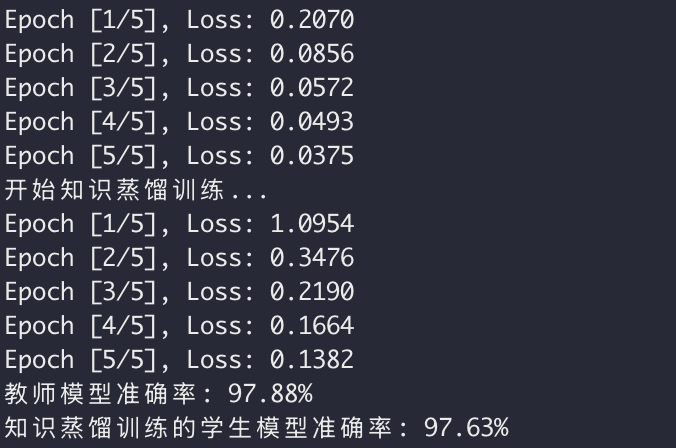 Epoch [1/5], Loss: 0.2070
Epoch [2/5], Loss: 0.0856
Epoch [3/5], Loss: 0.0572
Epoch [4/5], Loss: 0.0493
Epoch [5/5], Loss: 0.0375
开始知识蒸馏训练...
Epoch [1/5], Loss: 1.0954
Epoch [2/5], Loss: 0.3476
Epoch [3/5], Loss: 0.2190
Epoch [4/5], Loss: 0.1664
Epoch [5/5], Loss: 0.1382
教师模型准确率: 97.88%
知识蒸馏训练的学生模型准确率: 97.63%